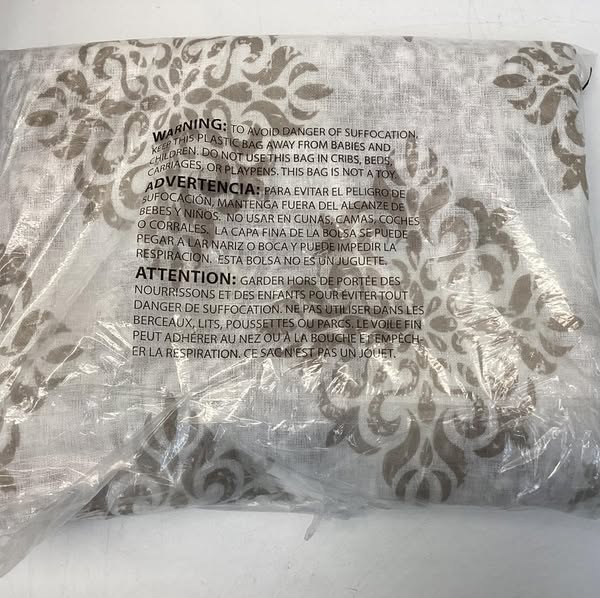 WARNING: TO AVOID DANGER OF SUFFOCATION,
KEEP THIS PLASTIC BAG AWAY FROM BABIES AND
CHILDREN. DO NOT USE THIS BAG IN CRIBS, BEDS,
CARRIAGES, OR PLAYPENS. THIS BAG IS NOT A TOY.
ADVERTENCIA: PARA EVITAR EL PELIGRO DE
SUFOCACIÓN, MANTENGA FUERA DEL ALCANZE DE
BEBES Y NIÑOS. NO USAR EN CUNAS, CAMAS, COCHES
O CORRALES. LA CAPA FINA DE LA BOLSA SE PUEDE
PEGAR A LAR NARIZ O BOCA Y PUEDE IMPEDIR LA
RESPIRACION. ESTA BOLSA NO ES UN JUGUETE.
ATTENTION: GARDER HORS DE PORTÉE DES
NOURRISSONS ET DES ENFANTS POUR ÉVITER TOUT
DANGER DE SUFFOCATION. NE PAS UTILISER DANS LES
BERCEAUX, LITS, POUSSETTES OU PARCS. LE VOILE FIN
PEUT ADHÉRER AU NEZ OU À LA BOUCHE ET EMPÊCH-
ER LA RESPIRATION. CE SAC N'EST PAS UN JOUET.